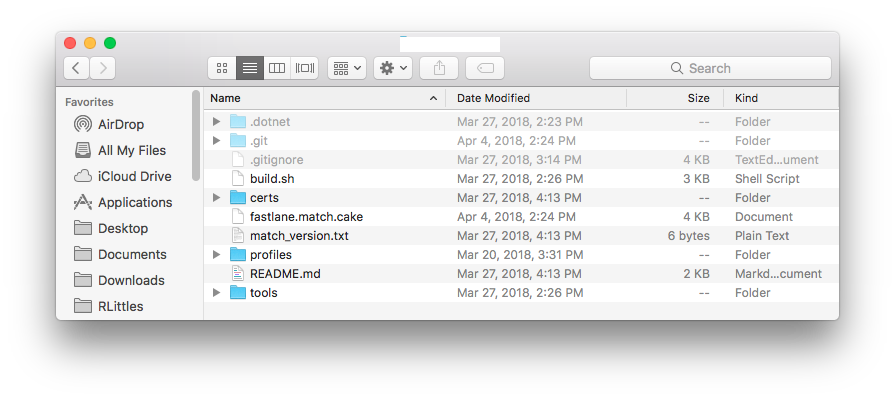 Search
Favorites
AirDrop
All My Files
iCloud Drive
Applications
Desktop
Documents
Downloads
RLittles
Name Date Modified Size Kind
.dotnet Mar 27, 2018, 2:23 PM -- Folder
.git Apr 4, 2018, 2:24 PM -- Folder
.gitignore Mar 27, 2018, 3:14 PM 4 KB TextEd...ument
build.sh Mar 27, 2018, 2:26 PM 3 KB Shell Script
certs Mar 27, 2018, 4:13 PM -- Folder
fastlane.match.cake Apr 4, 2018, 2:24 PM 4 KB Document
match_version.txt Mar 27, 2018, 4:13 PM 6 bytes Plain Text
profiles Mar 20, 2018, 3:31 PM -- Folder
README.md Mar 27, 2018, 4:13 PM 2 KB Markd...cument
tools Mar 27, 2018, 2:26 PM -- Folder